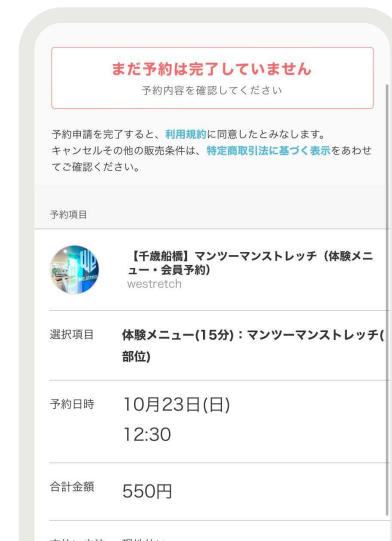 まだ予約は完了していません
予約内容を確認してください
予約申請を完了すると、利用規約に同意したとみなします。
キャンセルその他の販売条件は、特定商取引法に基づく表示をあわせ
てご確認ください。
予約項目
【千歳船橋】マンツーマンストレッチ（体験メニ
ュー・会員予約）
westretch
選択項目 体験メニュー(15分)：マンツーマンストレッチ(
部位)
予約日時 10月23日(日)
12:30
合計金額 550円